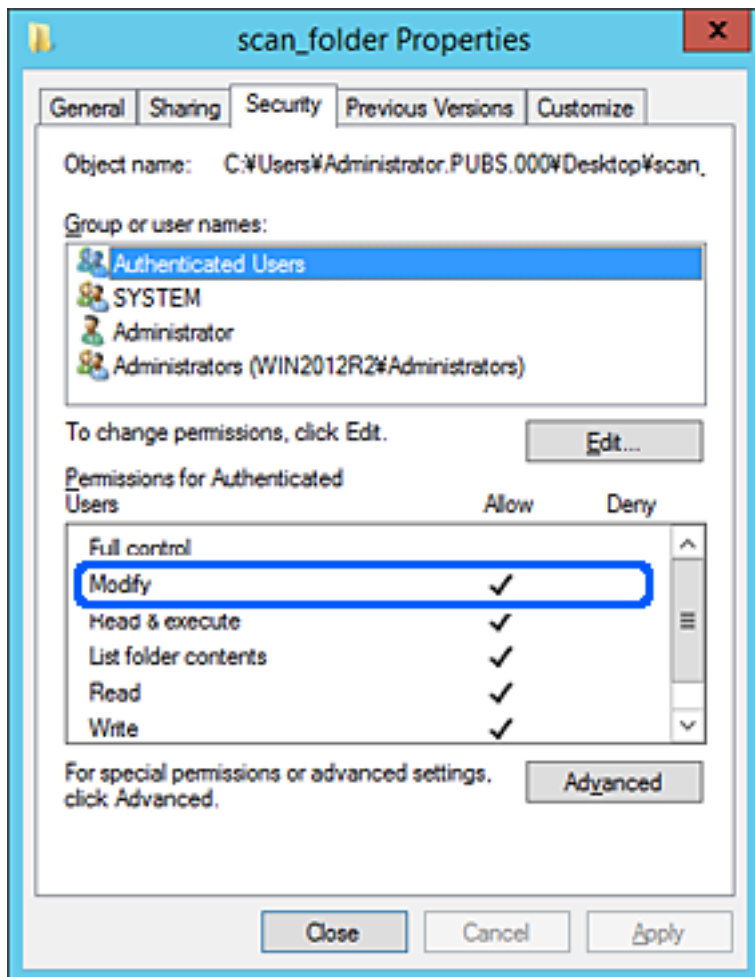 scan_folder Properties
x
General Sharing Security Previous Versions Customize
Object name: C:¥Users¥Administrator.PUBS.000¥Desktop¥scan_
Group or user names:
Authenticated Users
SYSTEM
Administrator
Administrators (WIN2012R2¥Administrators)
To change permissions, click Edit.
Edit...
Permissions for Authenticated
Users Allow Deny
Full control
Modify
Read & execute
List folder contents
Read
Write
For special permissions or advanced settings,
click Advanced.
Advanced
Close Cancel Apply